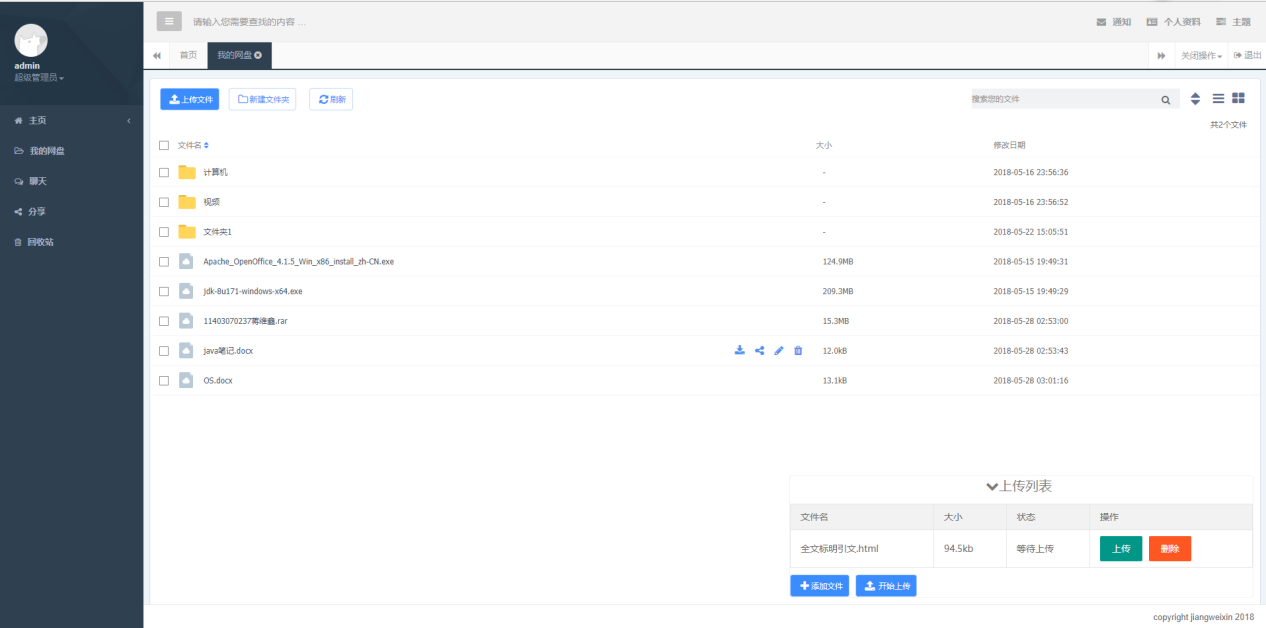 请输入您需要查找的内容 ...
通知 个人资料 主题
admin
超级管理员
首页 我的网盘 关闭操作 退出
主页
我的网盘
聊天
分享
回收站
上传文件 新建文件夹 刷新 搜索您的文件
共2个文件
文件名 大小 修改日期
计算机 - 2018-05-16 23:56:36
视频 - 2018-05-16 23:56:52
文件夹1 - 2018-05-22 15:05:51
Apache_OpenOffice_4.1.5_Win_x86_install_zh-CN.exe 124.9MB 2018-05-15 19:49:31
jdk-8u171-windows-x64.exe 209.3MB 2018-05-15 19:49:29
11403070237蒋维鑫.rar 15.3MB 2018-05-28 02:53:00
java笔记.docx 12.0kB 2018-05-28 02:53:43
OS.docx 13.1kB 2018-05-28 03:01:16
上传列表
文件名 大小 状态 操作
全文标明引文.html 94.5kb 等待上传 上传 删除
添加文件 开始上传
copyright jiangweixin 2018